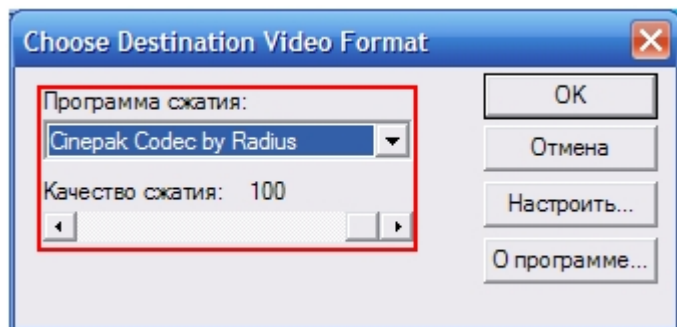 Choose Destination Video Format
Программа сжатия:
Cinepak Codec by Radius
Качество сжатия: 100
OK
Отмена
Настроить...
О программе...